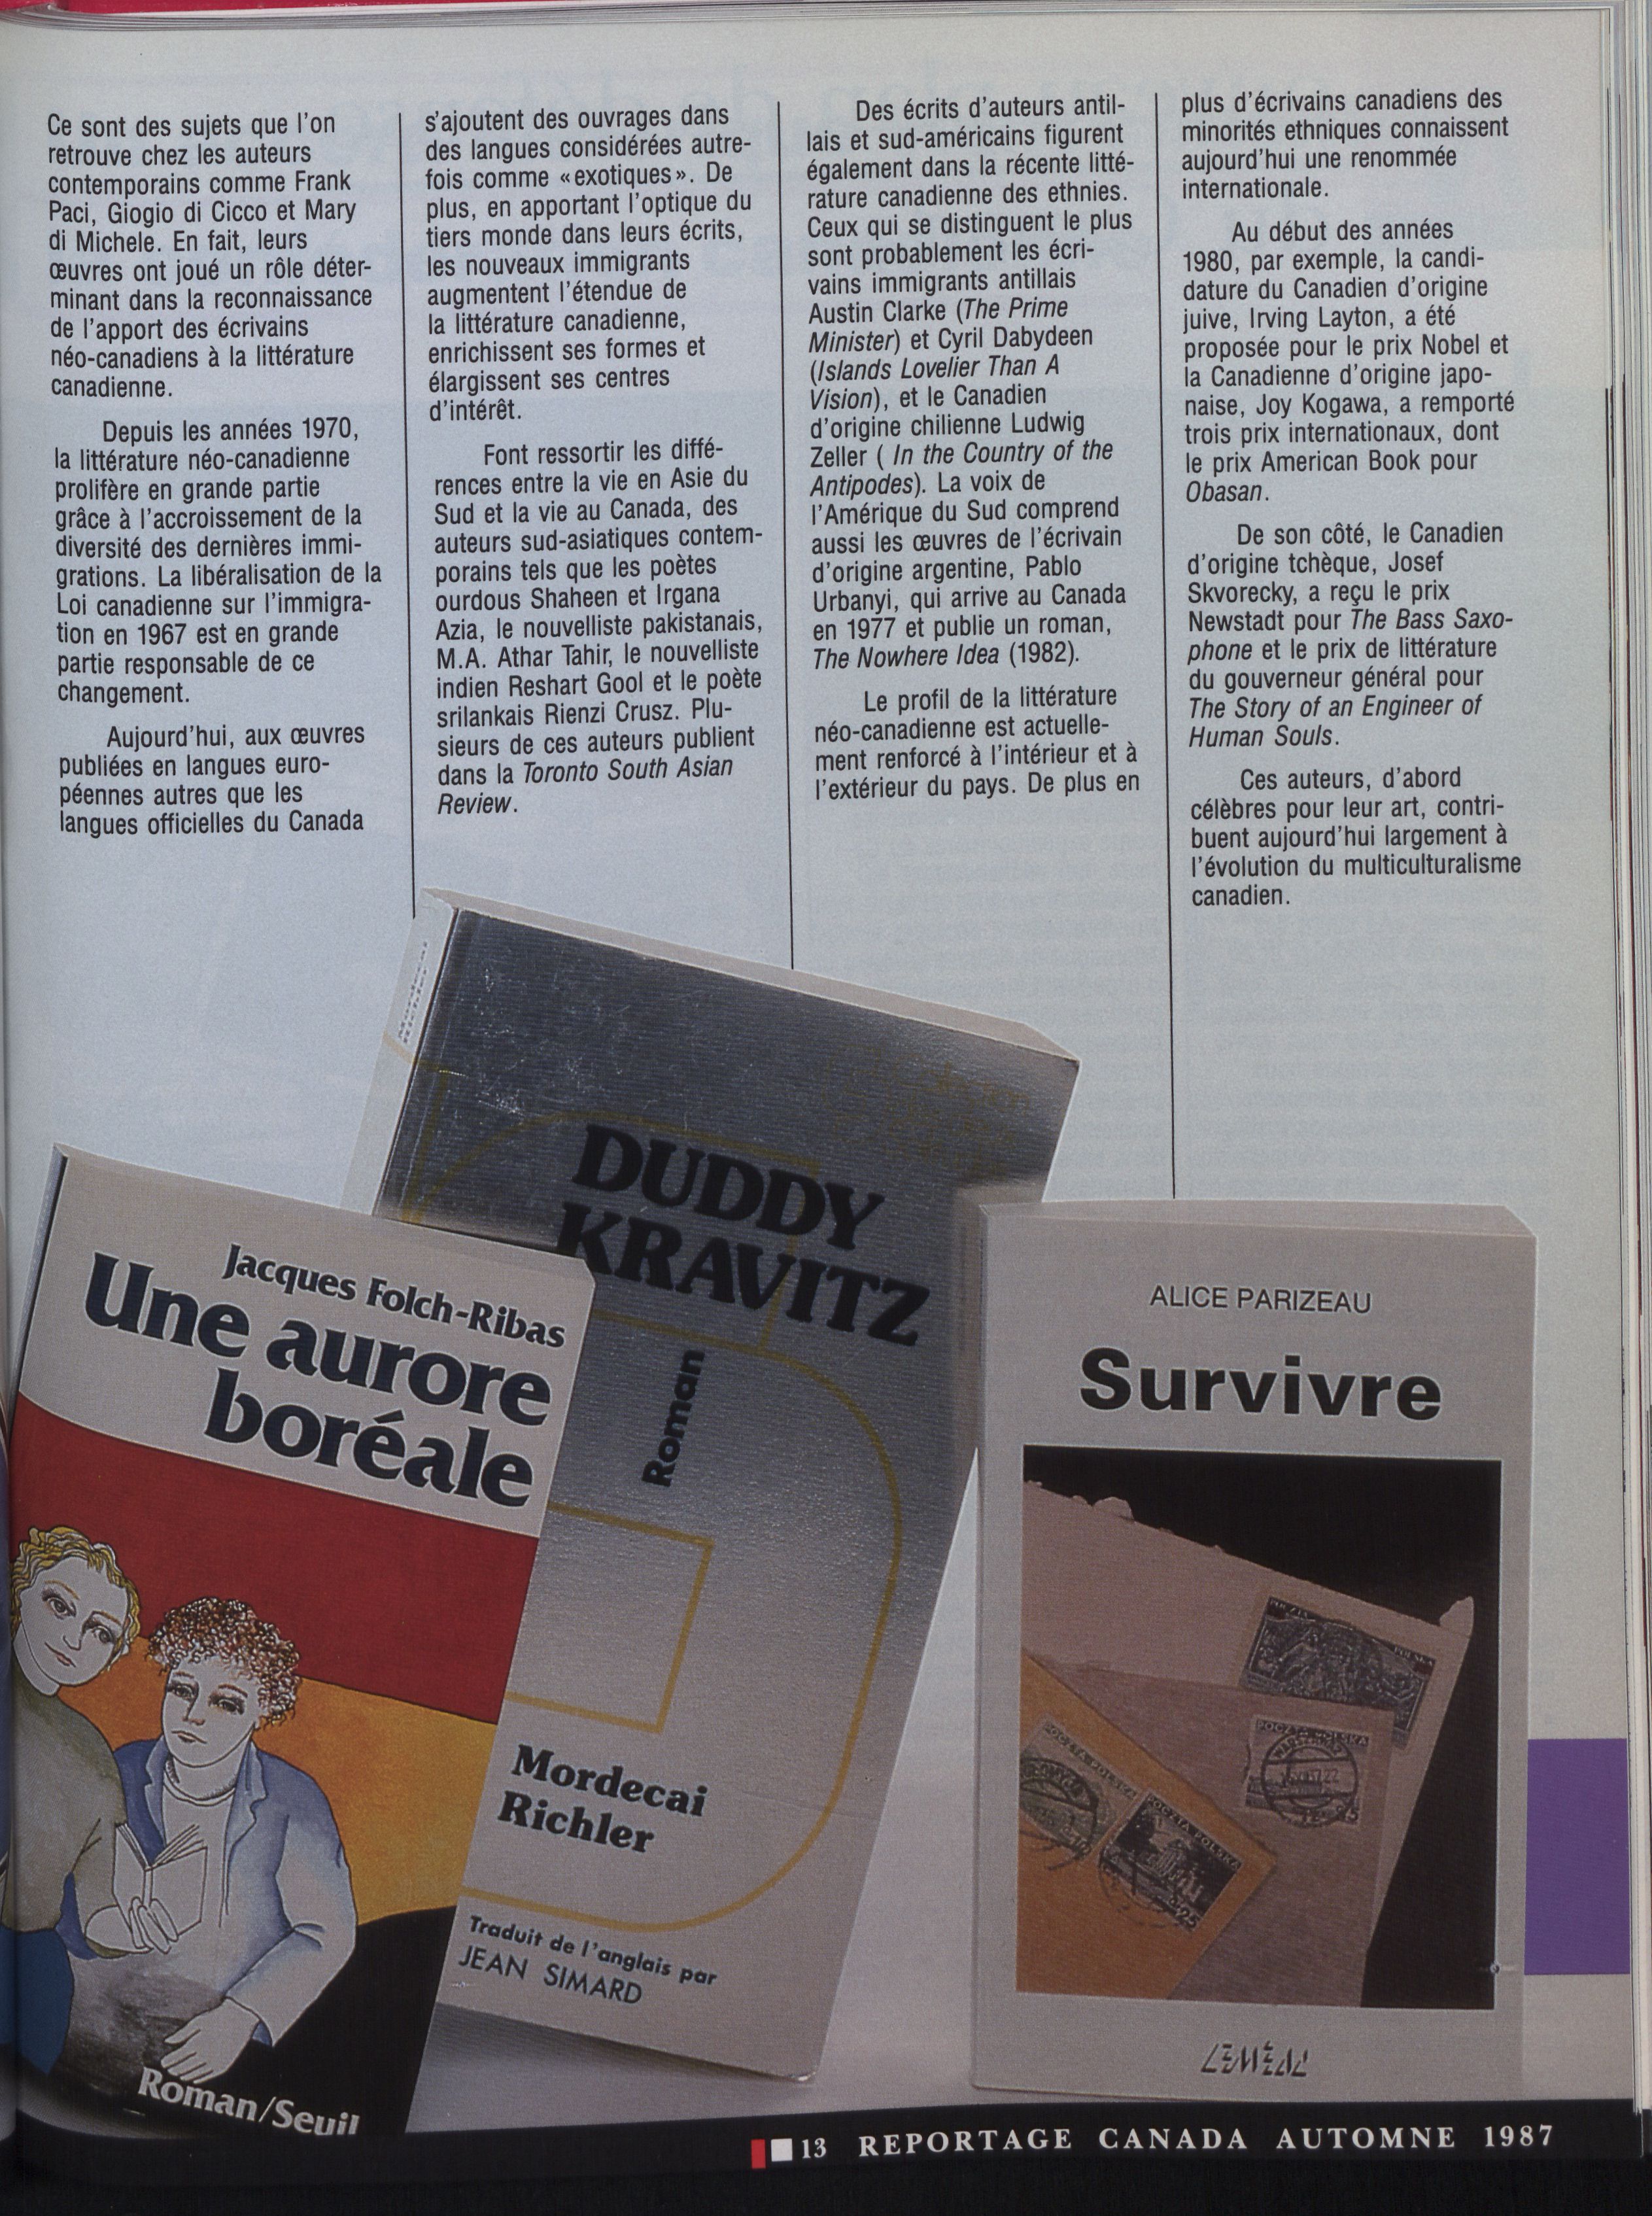 Ce sont des sujets que l'on
retrouve chez les auteurs
contemporains comme Frank
Paci, Giogio di Cicco et Mary
di Michele. En fait, leurs
œuvres ont joué un rôle déter-
minant dans la reconnaissance
de l'apport des écrivains
néo-canadiens à la littérature
canadienne.
Depuis les années 1970,
la littérature néo-canadienne
prolifère en grande partie
grâce à l'accroissement de la
diversité des dernières immi-
grations. La libéralisation de la
Loi canadienne sur l'immigra-
tion en 1967 est en grande
partie responsable de ce
changement.
Aujourd'hui, aux œuvres
publiées en langues euro-
péennes autres que les
langues officielles du Canada
s'ajoutent des ouvrages dans
des langues considérées autre-
fois comme «exotiques». De
plus, en apportant l'optique du
tiers monde dans leurs écrits,
les nouveaux immigrants
augmentent l'étendue de
la littérature canadienne,
enrichissent ses formes et
élargissent ses centres
d'intérêt.
Font ressortir les diffé-
rences entre la vie en Asie du
Sud et la vie au Canada, des
auteurs sud-asiatiques contem-
porains tels que les poètes
ourdous Shaheen et Irgana
Azia, le nouvelliste pakistanais,
M.A. Athar Tahir, le nouvelliste
indien Reshart Gool et le poète
srilankais Rienzi Crusz. Plu-
sieurs de ces auteurs publient
dans la Toronto South Asian
Review.
Des écrits d'auteurs antil-
lais et sud-américains figurent
également dans la récente litté-
rature canadienne des ethnies.
Ceux qui se distinguent le plus
sont probablement les écri-
vains immigrants antillais
Austin Clarke (The Prime
Minister) et Cyril Dabydeen
(Islands Lovelier Than A
Vision), et le Canadien
d'origine chilienne Ludwig
Zeller ( In the Country of the
Antipodes). La voix de
l'Amérique du Sud comprend
aussi les œuvres de l'écrivain
d'origine argentine, Pablo
Urbanyi, qui arrive au Canada
en 1977 et publie un roman,
The Nowhere Idea (1982).
Le profil de la littérature
néo-canadienne est actuelle-
ment renforcé à l'intérieur et à
l'extérieur du pays. De plus en
plus d'écrivains canadiens des
minorités ethniques connaissent
aujourd'hui une renommée
internationale.
Au début des années
1980, par exemple, la candi-
dature du Canadien d'origine
juive, Irving Layton, a été
proposée pour le prix Nobel et
la Canadienne d'origine japo-
naise, Joy Kogawa, a remporté
trois prix internationaux, dont
le prix American Book pour
Obasan.
De son côté, le Canadien
d'origine tchèque, Josef
Skvorecky, a reçu le prix
Newstadt pour The Bass Saxo-
phone et le prix de littérature
du gouverneur général pour
The Story of an Engineer of
Human Souls.
Ces auteurs, d'abord
célèbres pour leur art, contri-
buent aujourd'hui largement à
l'évolution du multiculturalisme
canadien.
Mordecai
Richler
DUDDY
KRAVITZ
Roman
Mordecai
Richler
Traduit de l'anglais par
JEAN SIMARD
Jacques Folch-Ribas
Une aurore
boréale
Roman/Seuil
ALICE PARIZEAU
Survivre
POCZTA POLSKA
WARSZAWA
POCZTA POLSKA
POCZTA POLSKA
25
LEMÉAC
13 REPORTAGE CANADA AUTOMNE 1987